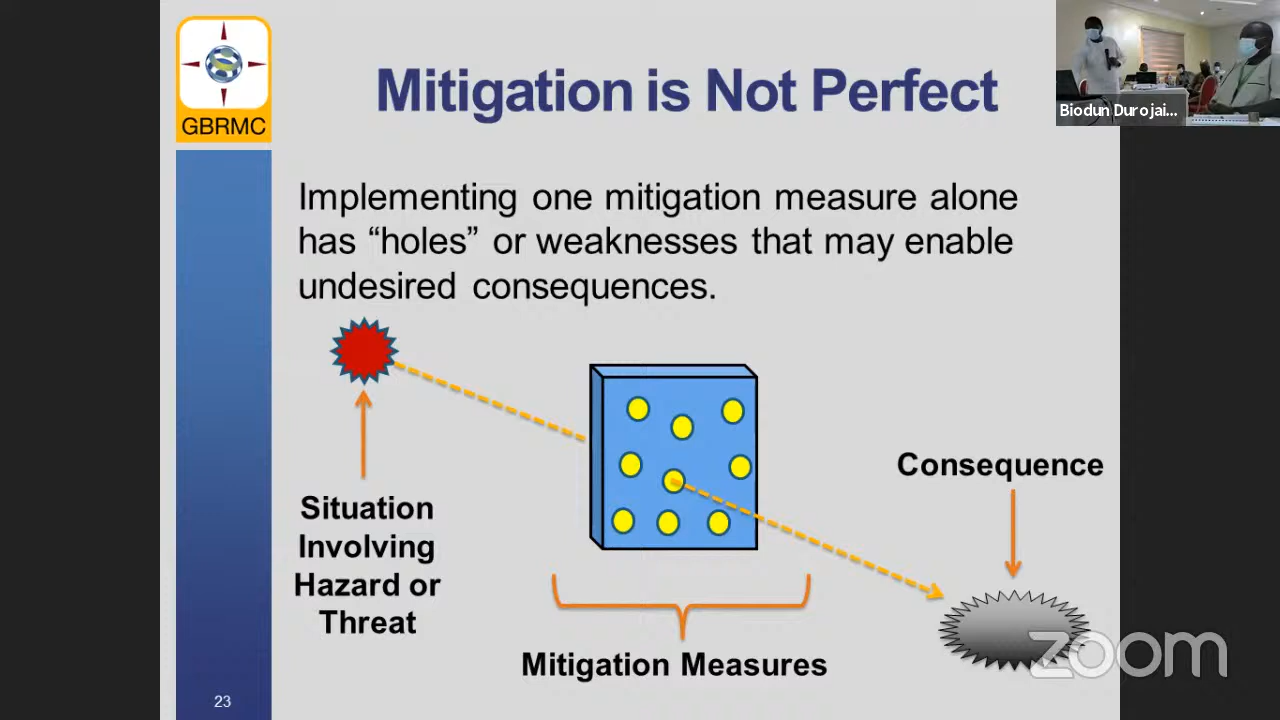 GBRMC
Mitigation is Not Perfect
Biodun Durojai...
Implementing one mitigation measure alone
has “holes” or weaknesses that may enable
undesired consequences.
Consequence
Situation
Involving
Hazard or
Threat
Mitigation Measures
zoom
23